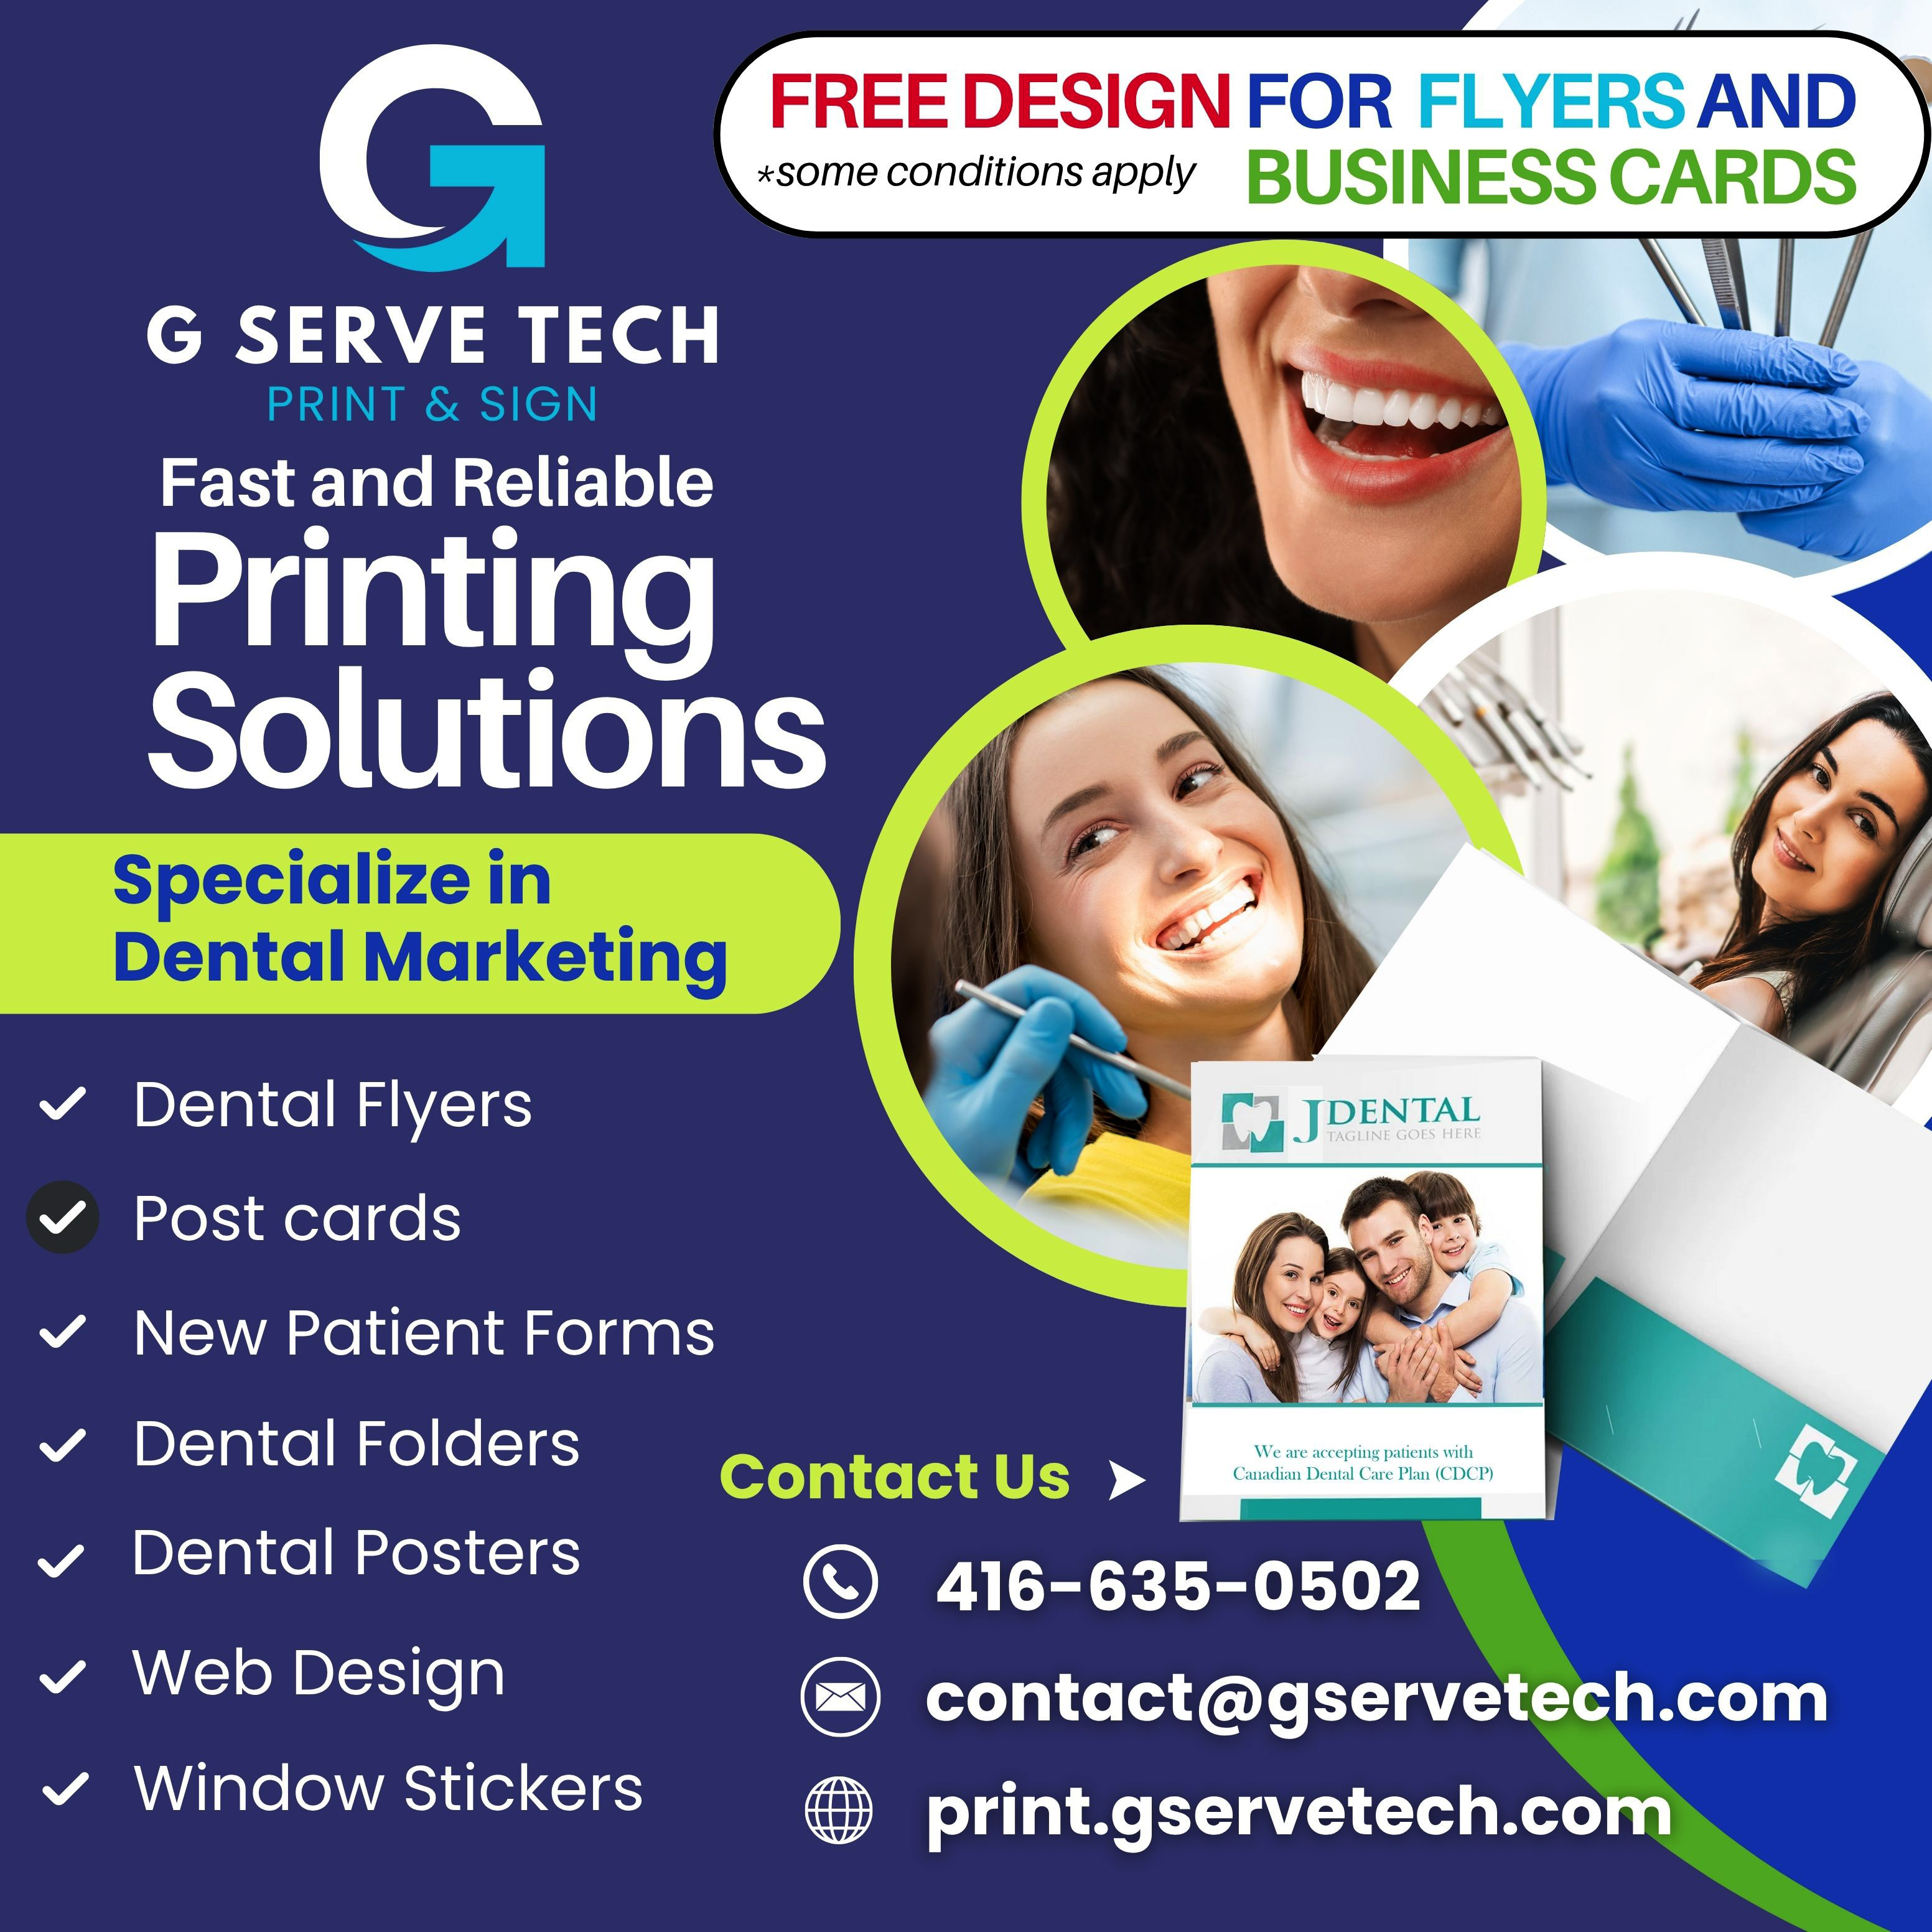 FREE DESIGN FOR FLYERS AND
*some conditions apply BUSINESS CARDS
G
G SERVE TECH
PRINT & SIGN
Fast and Reliable
Printing
Solutions
Specialize in
Dental Marketing
Dental Flyers
Post cards
New Patient Forms
Dental Folders
Dental Posters
Web Design
Window Stickers
JDENTAL
TAGLINE GOES HERE
We are accepting patients with
Canadian Dental Care Plan (CDCP)
Contact Us
416-635-0502
contact@gservetech.com
print.gservetech.com